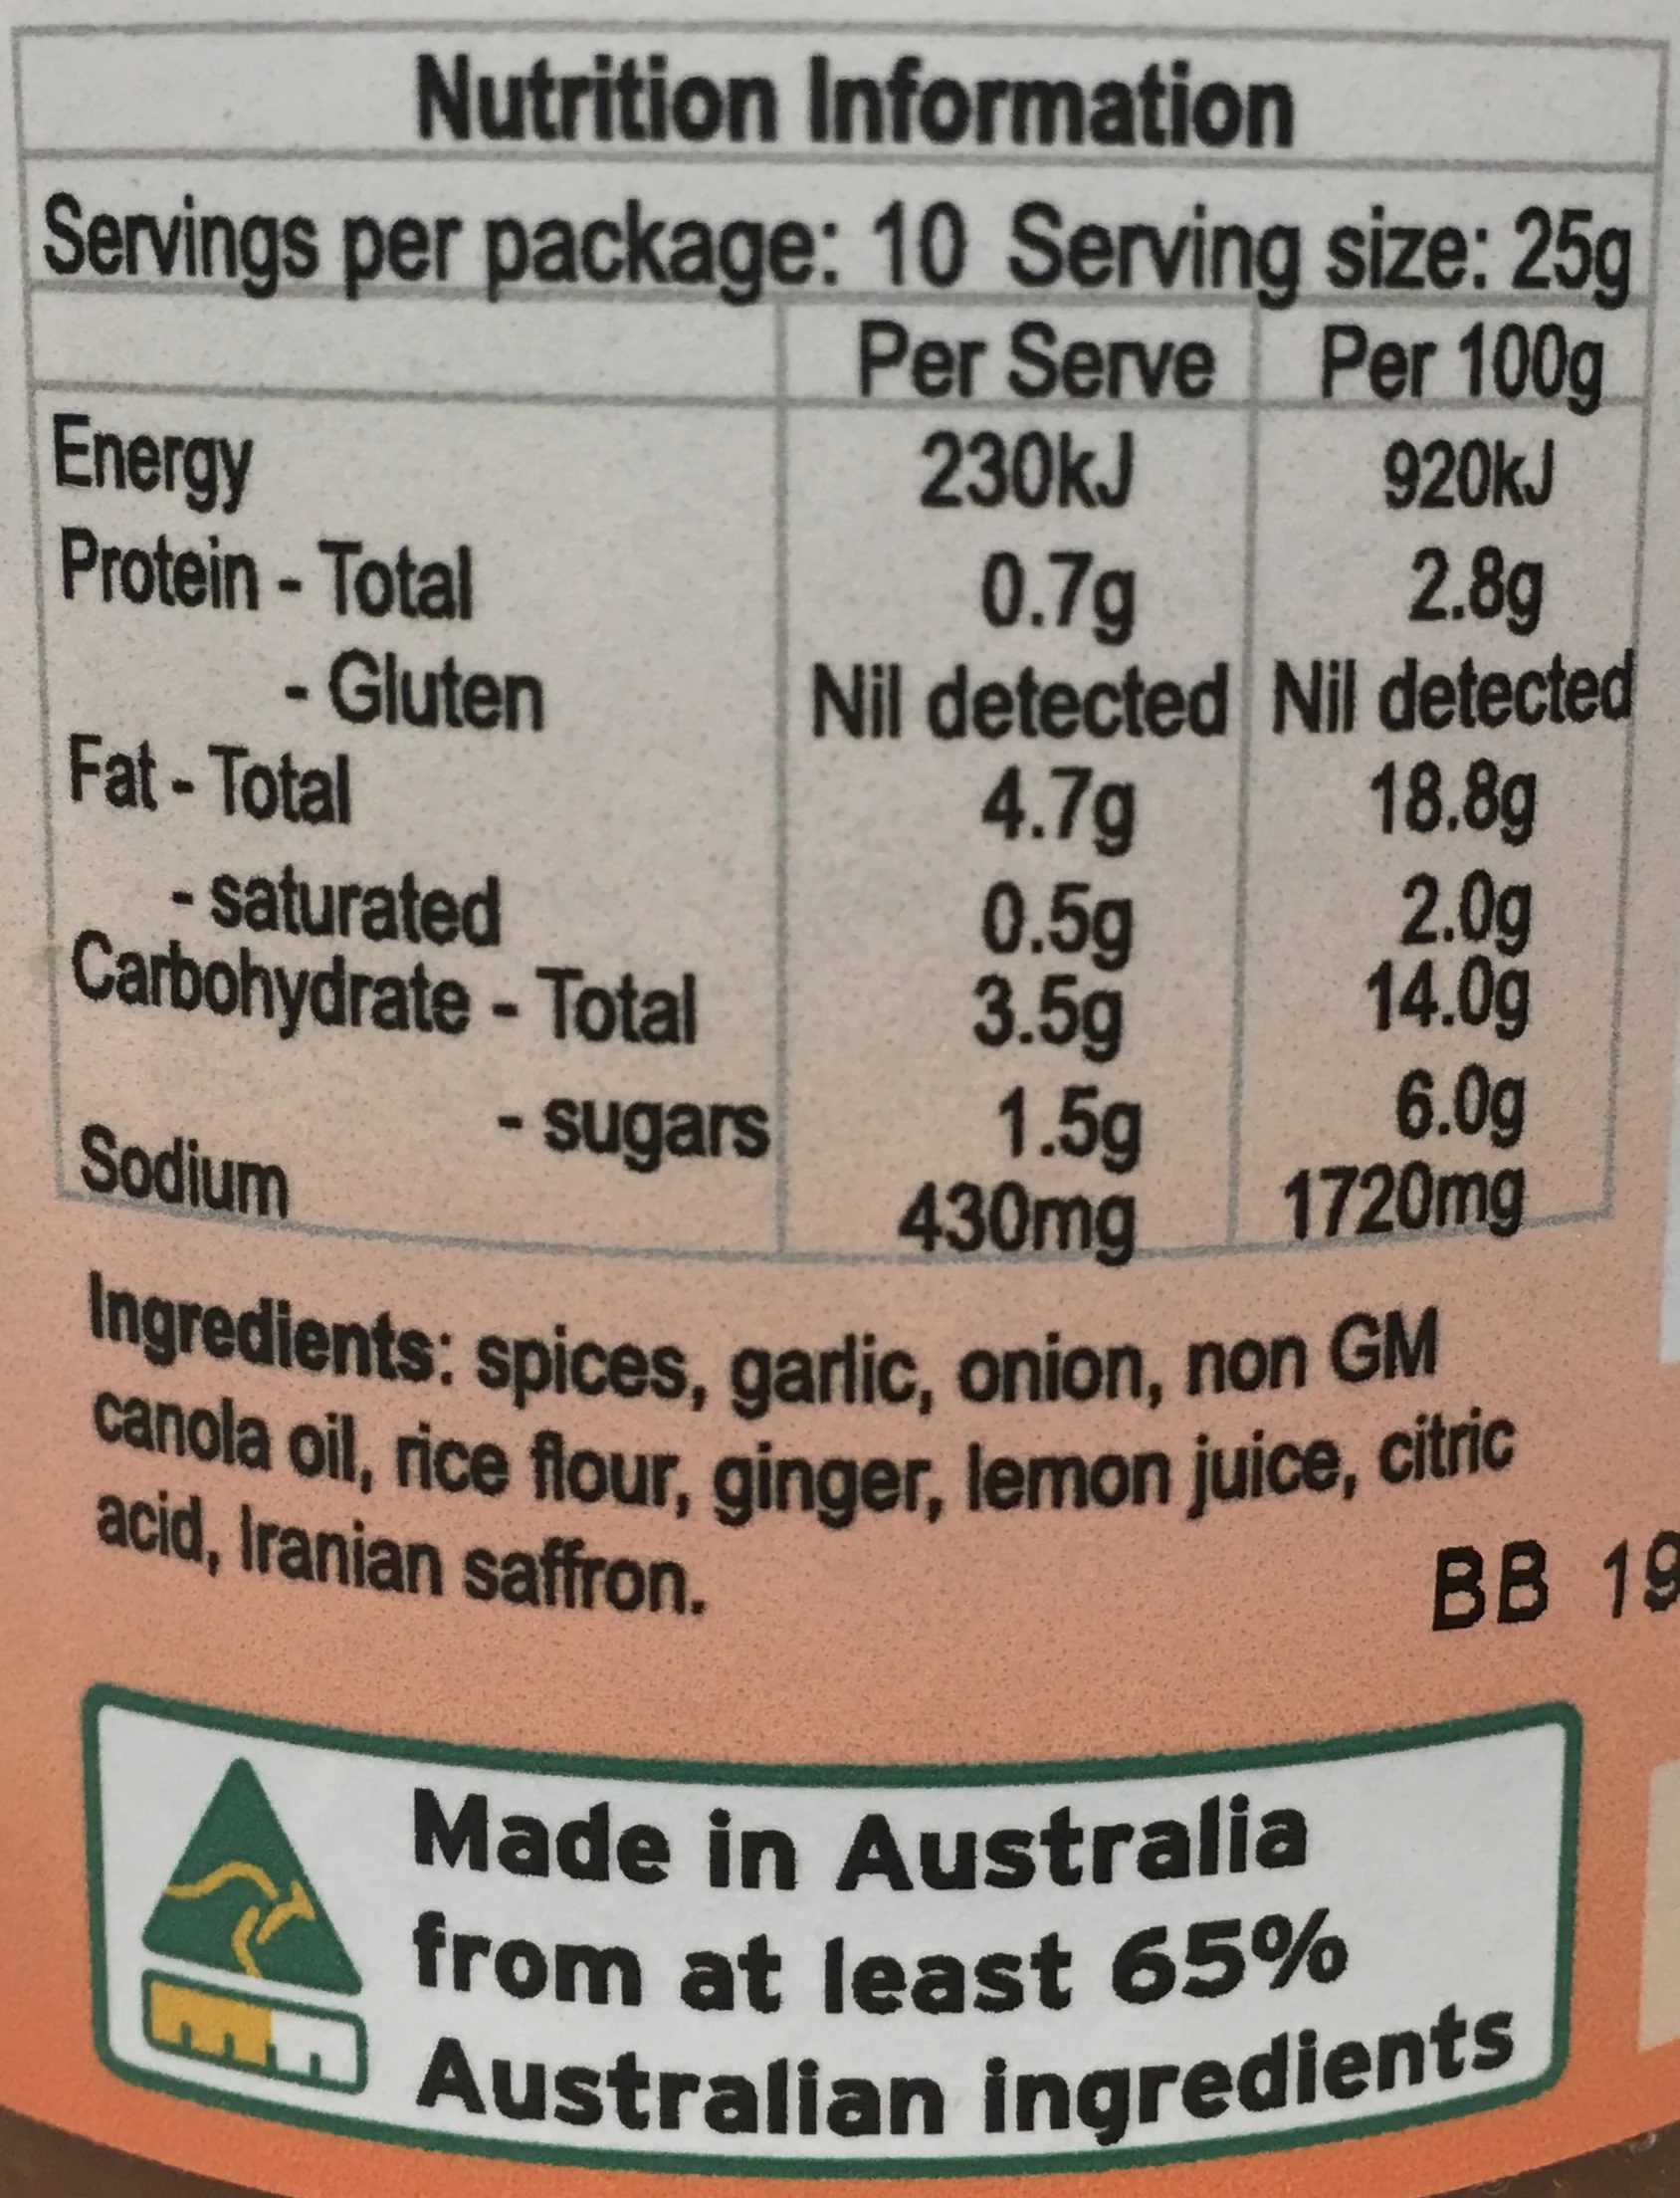 Nutrition Information
Servings per package: 10 Serving size: 25g
Per Serve Per 100g
Energy 230kJ 920kJ
Protein - Total 0.7g 2.8g
- Gluten Nil detected Nil detected
Fat - Total 4.7g 18.8g
- saturated 0.5g 2.0g
Carbohydrate - Total 3.5g 14.0g
- sugars 1.5g 6.0g
Sodium 430mg 1720mg
Ingredients: spices, garlic, onion, non GM
canola oil, rice flour, ginger, lemon juice, citric
acid, Iranian saffron.
BB 19
Made in Australia
from at least 65%
Australian ingredients